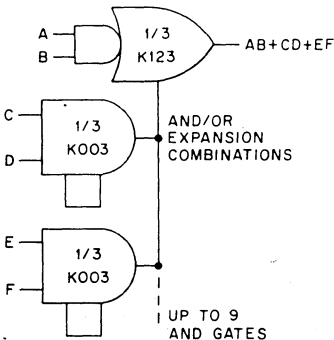 A
B
1/3
K123
AB+CD+EF
C
D
1/3
K003
AND/OR
EXPANSION
COMBINATIONS
E
F
1/3
K003
UP TO 9
AND GATES